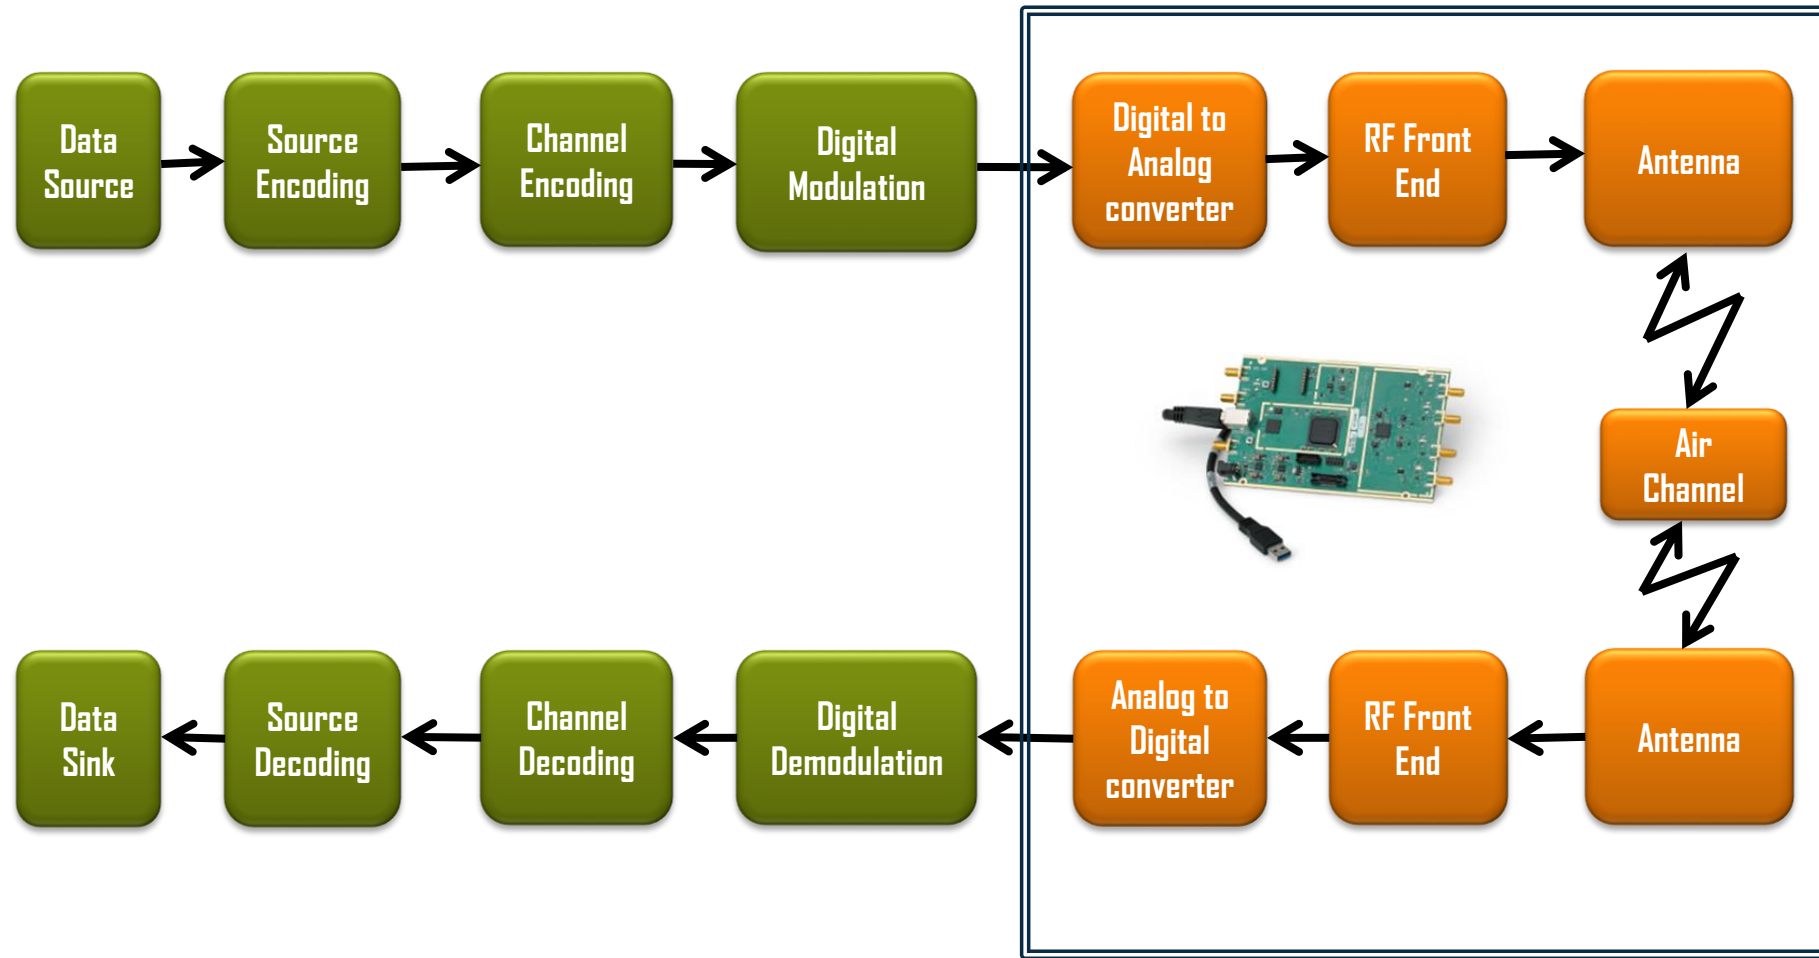 Data
Source
Source
Encoding
Channel
Encoding
Digital
Modulation
Digital to
Analog
converter
RF Front
End
Antenna
Air
Channel
Data
Sink
Source
Decoding
Channel
Decoding
Digital
Demodulation
Analog to
Digital
converter
RF Front
End
Antenna